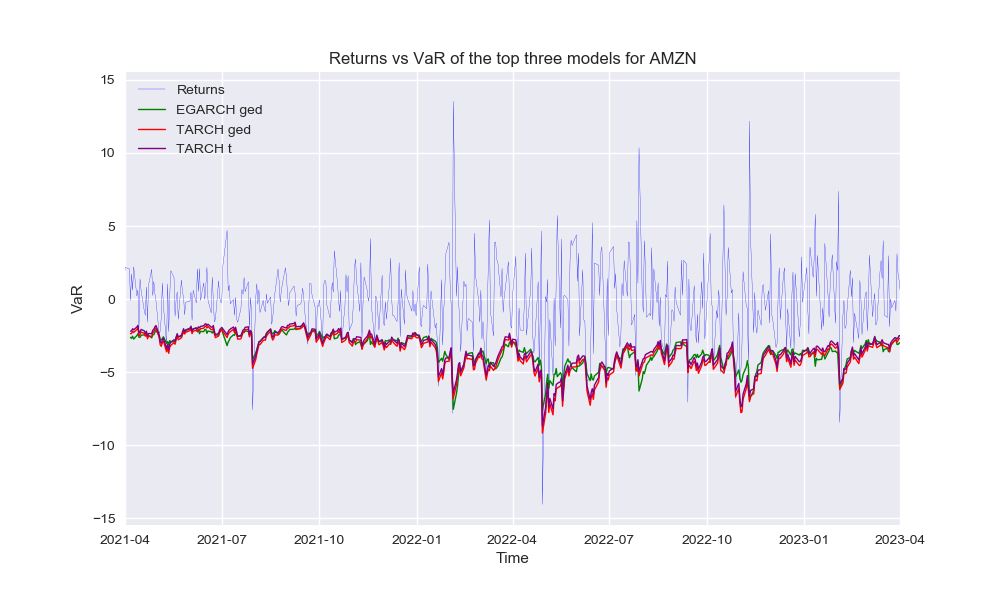 Returns vs VaR of the top three models for AMZN
Returns
EGARCH ged
TARCH ged
TARCH t
15
10
5
0
−5
−10
−15
VaR
2021-04 2021-07 2021-10 2022-01 2022-04 2022-07 2022-10 2023-01 2023-04
Time